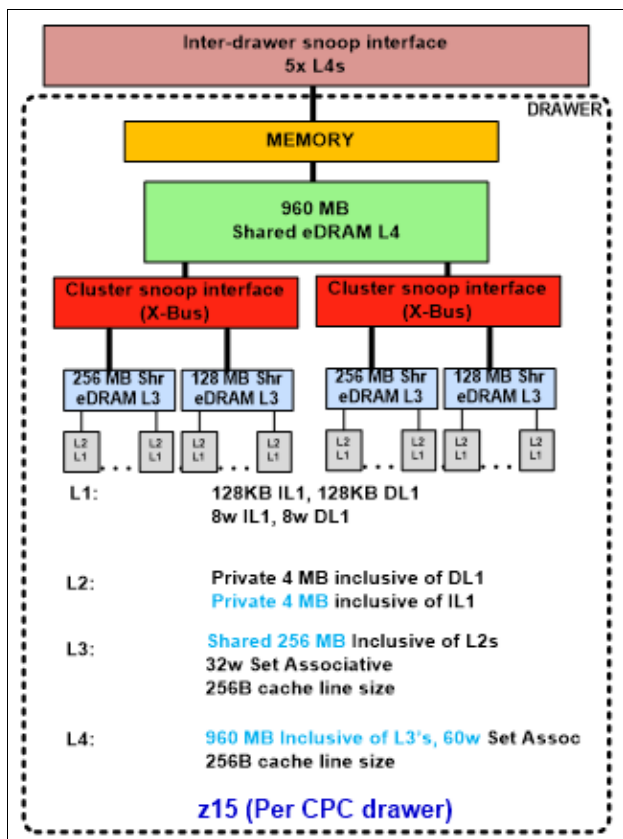 Inter-drawer snoop interface
5x L4s
DRAWER
MEMORY
960 MB
Shared eDRAM L4
Cluster snoop interface
(X-Bus)
Cluster snoop interface
(X-Bus)
256 MB Shr
eDRAM L3
128 MB Shr
eDRAM L3
256 MB Shr
eDRAM L3
128 MB Shr
eDRAM L3
L2
L1
...
L2
L1
...
L2
L1
...
L2
L1
L2
L1
...
L2
L1
...
L2
L1
...
L2
L1
L1: 128KB IL1, 128KB DL1
8w IL1, 8w DL1
L2: Private 4 MB inclusive of DL1
Private 4 MB inclusive of IL1
L3: Shared 256 MB Inclusive of L2s
32w Set Associative
256B cache line size
L4: 960 MB Inclusive of L3's, 60w Set Assoc
256B cache line size
z15 (Per CPC drawer)